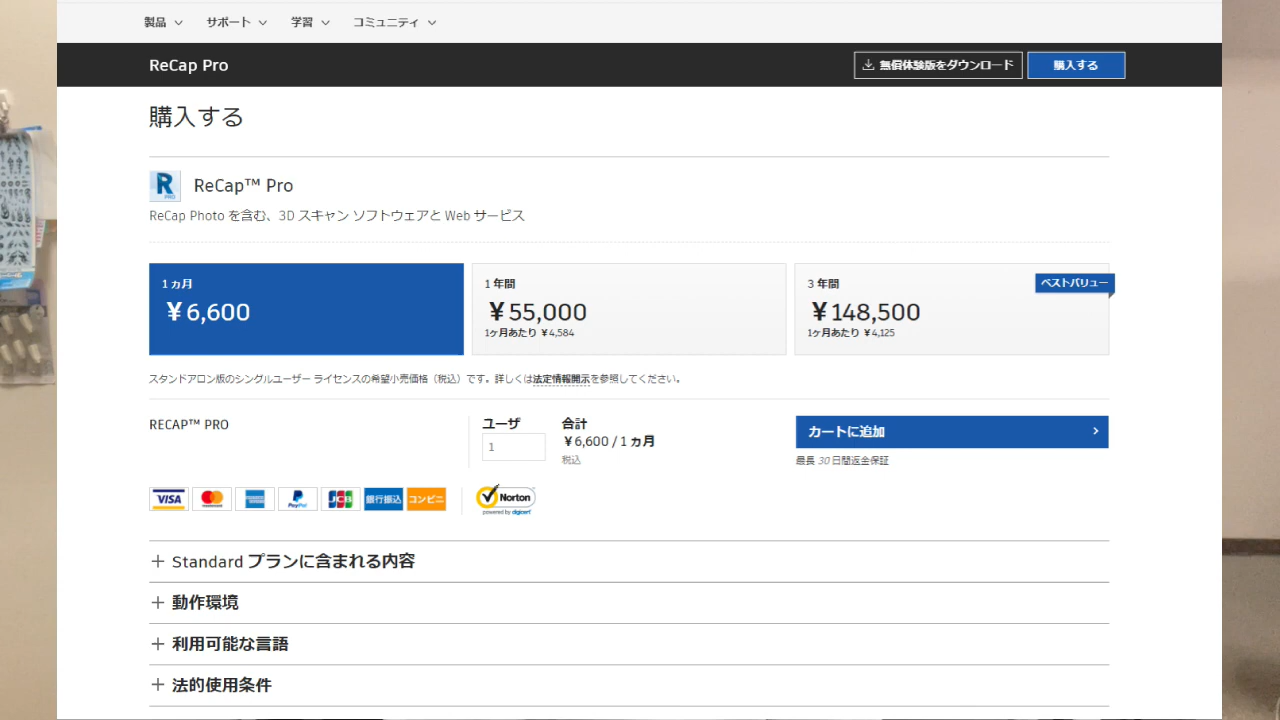 製品 サポート 学習 コミュニティ
ReCap Pro 無償体験版をダウンロード 購入する
購入する
ReCap™ Pro
ReCap Photo を含む、3D スキャン ソフトウェアと Web サービス
1 ヵ月
￥6,600
1 年間
￥55,000
1ヶ月あたり ￥4,584
3 年間
ベストバリュー
￥148,500
1ヶ月あたり ￥4,125
スタンドアロン版のシングルユーザー ライセンスの希望小売価格（税込）です。詳しくは法定情報開示を参照してください。
RECAP™ PRO
ユーザ
1
合計
￥6,600 / 1 ヵ月
税込
カートに追加
最長 30 日間返金保証
VISA mastercard PayPal JCB 銀行振込 コンビニ
Norton
powered by digicert
Standard プランに含まれる内容
動作環境
利用可能な言語
法的使用条件